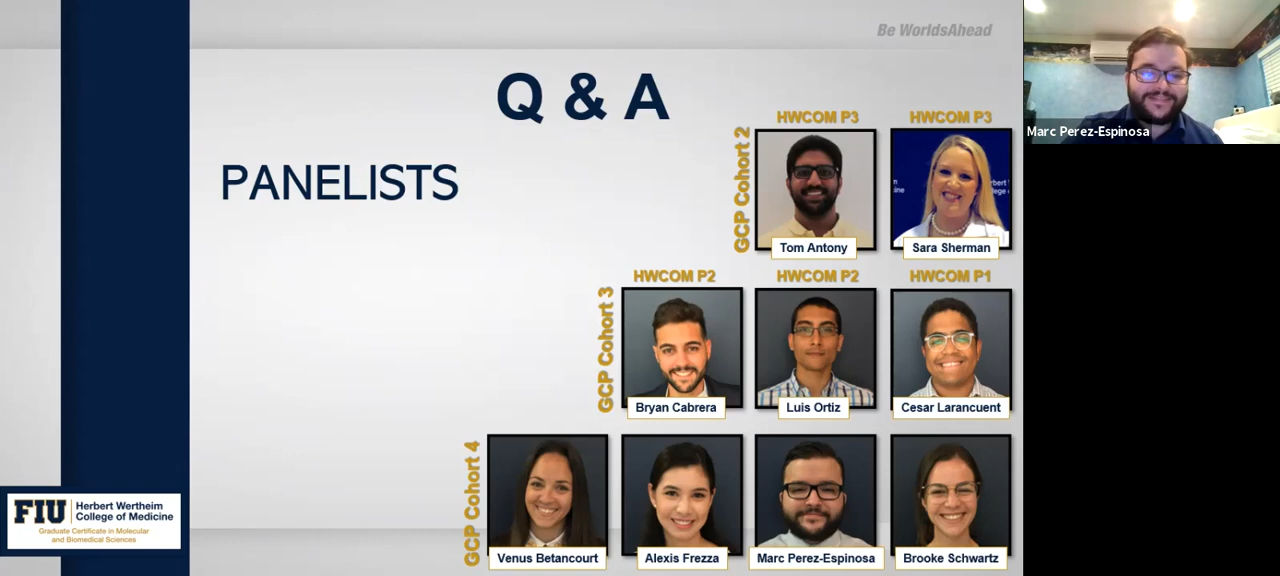 Be WorldsAhead
Q & A
PANELISTS
GCP Cohort 2
HWCOM P3
HWCOM P3
Tom Antony
Sara Sherman
GCP Cohort 3
HWCOM P2
HWCOM P2
HWCOM P1
Bryan Cabrera
Luis Ortiz
Cesar Larancuent
GCP Cohort 4
Venus Betancourt
Alexis Frezza
Marc Perez-Espinosa
Brooke Schwartz
FIU
Herbert Wertheim
College of Medicine
Graduate Certificate in Molecular
and Biomedical Sciences
Marc Perez-Espinosa